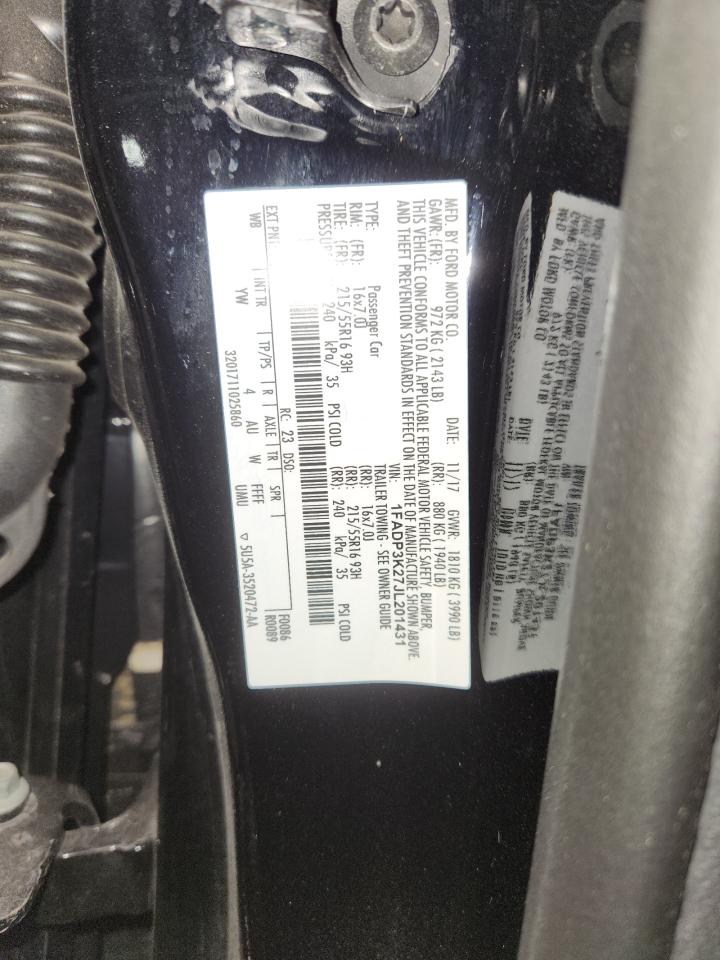 MFD. BY FORD MOTOR CO. DATE: 11/17 GVWR: 1810 KG ( 3990 LB)
GAWR: (FR): 972 KG ( 2143 LB) (RR): 880 KG ( 1940 LB)
THIS VEHICLE CONFORMS TO ALL APPLICABLE FEDERAL MOTOR VEHICLE SAFETY, BUMPER,
AND THEFT PREVENTION STANDARDS IN EFFECT ON THE DATE OF MANUFACTURE SHOWN ABOVE.
VIN: 1FADP3K27JL201431
TYPE: Passenger Car TRAILER TOWING - SEE OWNER GUIDE
RIM: (FR): 16x7.0J (RR): 16x7.0J
TIRE: (FR): 215/55R16 93H (RR): 215/55R16 93H
240 kPa/ 35 PSI COLD (RR): 240 kPa/ 35 PSI COLD
RC: 23 DSO: F0086
EXT PNT: R0089
INT TR TP/PS R AXLE TR SPR
WB YW 4 AU W FFFF UMU 5U5A-3520472-AA
3201711025860